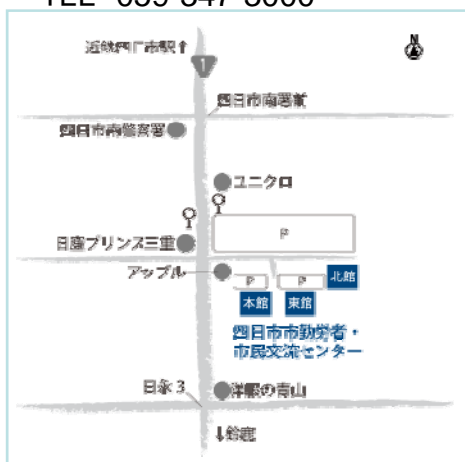 近鉄四日市駅↑
1
四日市南署前
四日市南警察署
ユニクロ
P
日産プリンス三重
アップル
P
P
北館
本館
東館
四日市市勤労者・
市民交流センター
日永3
洋服の青山
↓鈴鹿